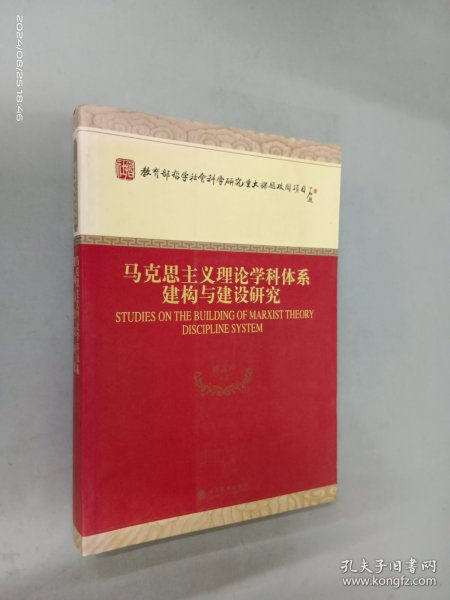 2024/08/25 18:46
教育部哲学社会科学研究重大课题攻关项目
马克思主义理论学科体系
建构与建设研究
STUDIES ON THE BUILDING OF MARXIST THEORY
DISCIPLINE SYSTEM
孔夫子旧书网
www.kongfz.com